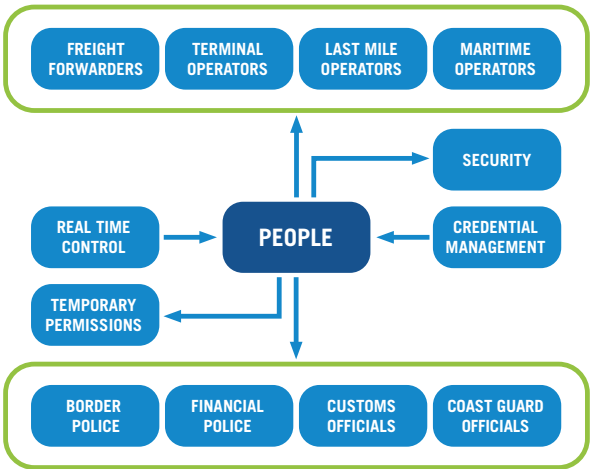 FREIGHT
FORWARDERS
TERMINAL
OPERATORS
LAST MILE
OPERATORS
MARITIME
OPERATORS
SECURITY
REAL TIME
CONTROL
PEOPLE
CREDENTIAL
MANAGEMENT
TEMPORARY
PERMISSIONS
BORDER
POLICE
FINANCIAL
POLICE
CUSTOMS
OFFICIALS
COAST GUARD
OFFICIALS